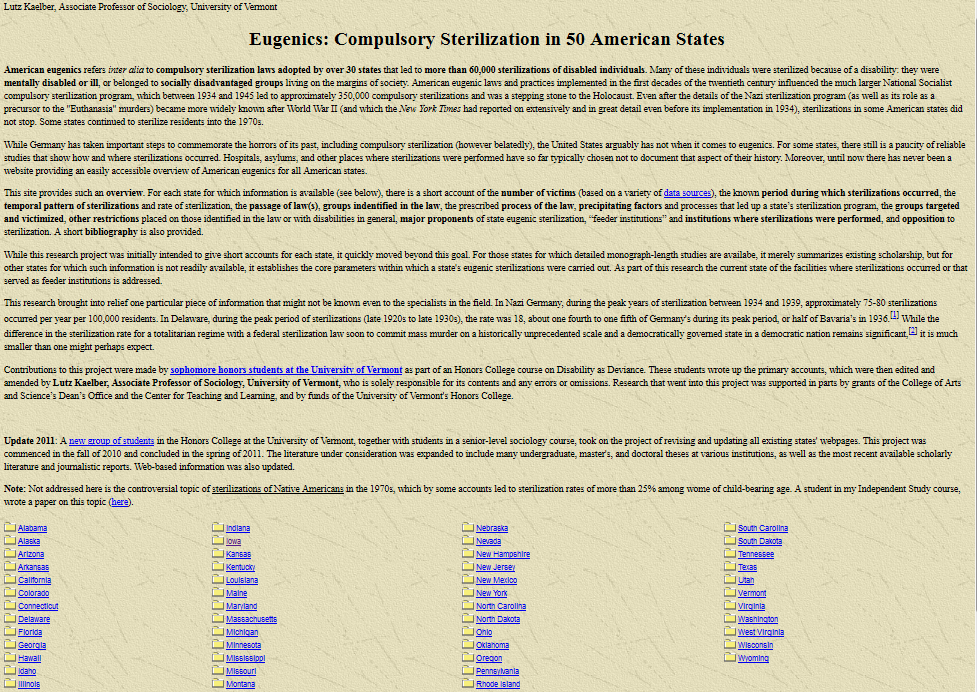 Lutz Kaelber, Associate Professor of Sociology, University of Vermont
Eugenics: Compulsory Sterilization in 50 American States
American eugenics refers inter alia to compulsory sterilization laws adopted by over 30 states that led to more than 60,000 sterilizations of disabled individuals. Many of these individuals were sterilized because of a disability: they were
mentally disabled or ill, or belonged to socially disadvantaged groups living on the margins of society. American eugenic laws and practices implemented in the first decades of the twentieth century influenced the much larger National Socialist
compulsory sterilization program, which between 1934 and 1945 led to approximately 350,000 compulsory sterilizations and was a stepping stone to the Holocaust. Even after the details of the Nazi sterilization program (as well as its role as a
precursor to the "Euthanasia" murders) became more widely known after World War II (and which the New York Times had reported on extensively and in great detail even before its implementation in 1934), sterilizations in some American states did
not stop. Some states continued to sterilize residents into the 1970s.
While Germany has taken important steps to commemorate the horrors of its past, including compulsory sterilization (however belatedly), the United States arguably has not when it comes to eugenics. For some states, there still is a paucity of reliable
studies that show how and where sterilizations occurred. Hospitals, asylums, and other places where sterilizations were performed have so far typically chosen not to document that aspect of their history. Moreover, until now there has never been a
website providing an easily accessible overview of American eugenics for all American states.
This site provides such an overview. For each state for which information is available (see below), there is a short account of the number of victims (based on a variety of data sources), the known period during which sterilizations occurred, the
temporal pattern of sterilizations and rate of sterilization, the passage of law(s), groups indentified in the law, the prescribed process of the law, precipitating factors and processes that led up a state's sterilization program, the groups targeted
and victimized, other restrictions placed on those identified in the law or with disabilities in general, major proponents of state eugenic sterilization, “feeder institutions” and institutions where sterilizations were performed, and opposition to
sterilization. A short bibliography is also provided.
While this research project was initially intended to give short accounts for each state, it quickly moved beyond this goal. For those states for which detailed monograph-length studies are availabe, it merely summarizes existing scholarship, but for
other states for which such information is not readily available, it establishes the core parameters within which a state's eugenic sterilizations were carried out. As part of this research the current state of the facilities where sterilizations occurred or that
served as feeder institutions is addressed.
This research brought into relief one particular piece of information that might not be known even to the specialists in the field. In Nazi Germany, during the peak years of sterilization between 1934 and 1939, approximately 75-80 sterilizations
occurred per year per 100,000 residents. In Delaware, during the peak period of sterilizations (late 1920s to late 1930s), the rate was 18, about one fourth to one fifth of Germany's during its peak period, or half of Bavaria’s in 1936.[1] While the
difference in the sterilization rate for a totalitarian regime with a federal sterilization law soon to commit mass murder on a historically unprecedented scale and a democratically governed state in a democratic nation remains significant,[2] it is much
smaller than one might perhaps expect.
Contributions to this project were made by sophomore honors students at the University of Vermont as part of an Honors College course on Disability as Deviance. These students wrote up the primary accounts, which were then edited and
amended by Lutz Kaelber, Associate Professor of Sociology, University of Vermont, who is solely responsible for its contents and any errors or omissions. Research that went into this project was supported in parts by grants of the College of Arts
and Science’s Dean’s Office and the Center for Teaching and Learning, and by funds of the University of Vermont's Honors College.
Update 2011: A new group of students in the Honors College at the University of Vermont, together with students in a senior-level sociology course, took on the project of revising and updating all existing states' webpages. This project was
commenced in the fall of 2010 and concluded in the spring of 2011. The literature under consideration was expanded to include many undergraduate, master's, and doctoral theses at various institutions, as well as the most recent available scholarly
literature and journalistic reports. Web-based information was also updated.
Note: Not addressed here is the controversial topic of sterilizations of Native Americans in the 1970s, which by some accounts led to sterilization rates of more than 25% among wome of child-bearing age. A student in my Independent Study course,
wrote a paper on this topic (here).
Alabama
Alaska
Arizona
Arkansas
California
Colorado
Connecticut
Delaware
Florida
Georgia
Hawaii
Idaho
Illinois
Indiana
Iowa
Kansas
Kentucky
Louisiana
Maine
Maryland
Massachusetts
Michigan
Minnesota
Mississippi
Missouri
Montana
Nebraska
Nevada
New Hampshire
New Jersey
New Mexico
New York
North Carolina
North Dakota
Ohio
Oklahoma
Oregon
Pennsylvania
Rhode Island
South Carolina
South Dakota
Tennessee
Texas
Utah
Vermont
Virginia
Washington
West Virginia
Wisconsin
Wyoming